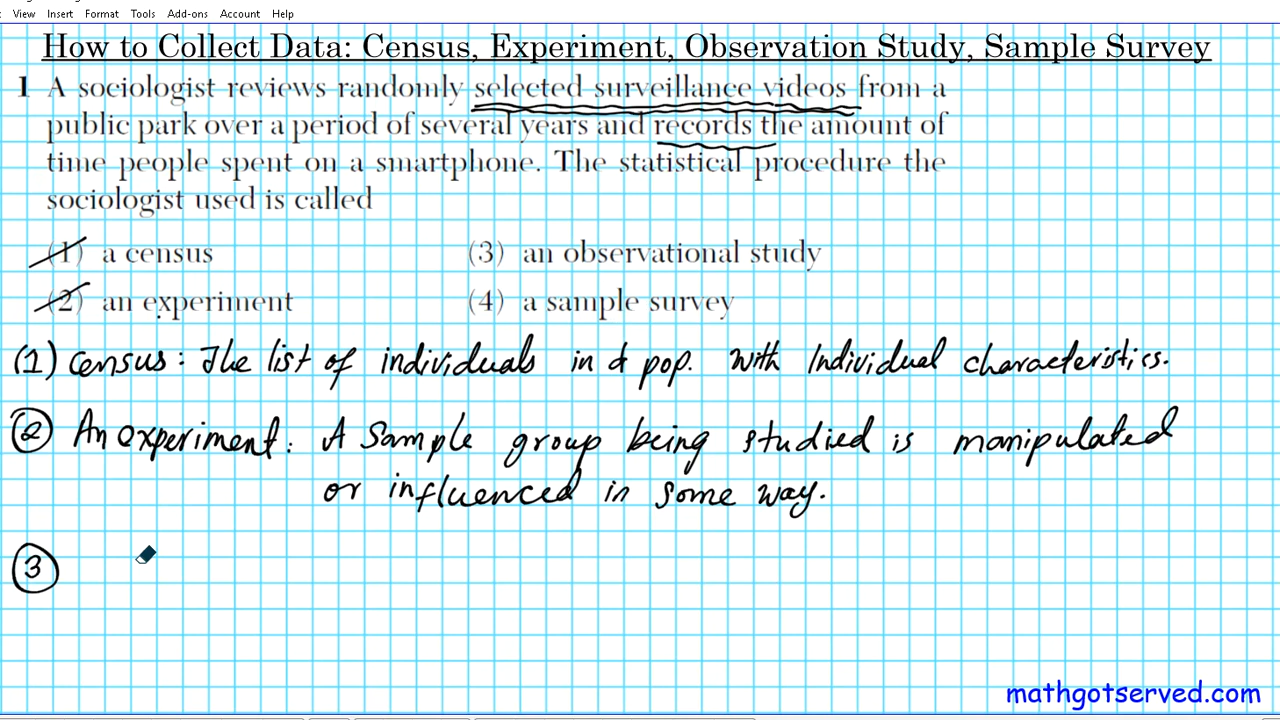 View Insert Format Tools Add-ons Account Help
How to Collect Data: Census, Experiment, Observation Study, Sample Survey
1 A sociologist reviews randomly selected surveillance videos from a
public park over a period of several years and records the amount of
time people spent on a smartphone. The statistical procedure the
sociologist used is called
(1) a census
(3) an observational study
(2) an experiment
(4) a sample survey
(1) Census: The list of individuals in pop. with Individual characteristics.
(2) An experiment: A sample group being studied is manipulated
or influenced in some way.
(3)
mathgotserved.com